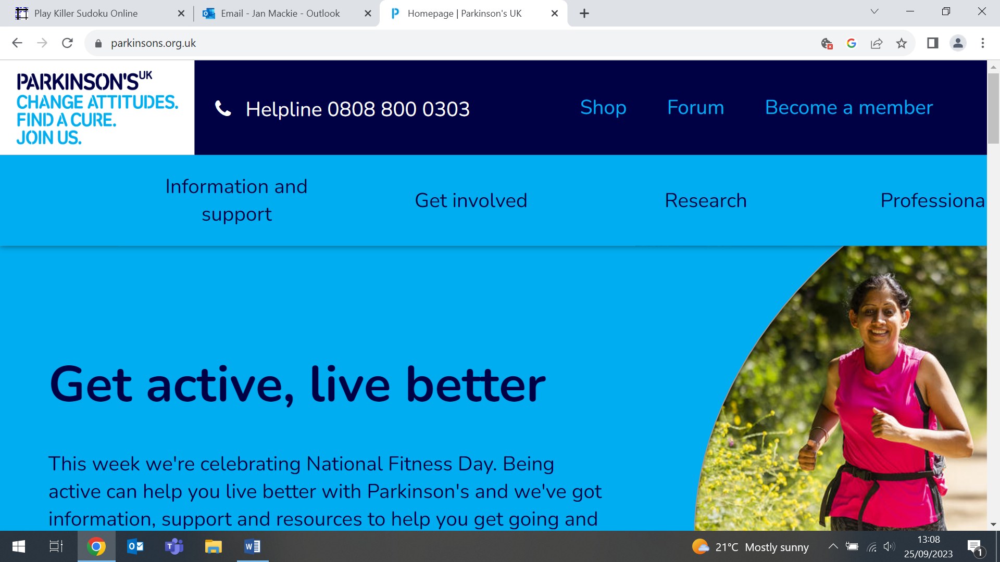 Play Killer Sudoku Online
Email - Jan Mackie - Outlook
Homepage | Parkinson's UK
parkinsons.org.uk
PARKINSON'S UK
CHANGE ATTITUDES.
FIND A CURE.
JOIN US.
Helpline 0808 800 0303
Shop
Forum
Become a member
Information and
support
Get involved
Research
Professiona
Get active, live better
This week we're celebrating National Fitness Day. Being
active can help you live better with Parkinson's and we've got
information, support and resources to help you get going and
21°C Mostly sunny
13:08
25/09/2023
1